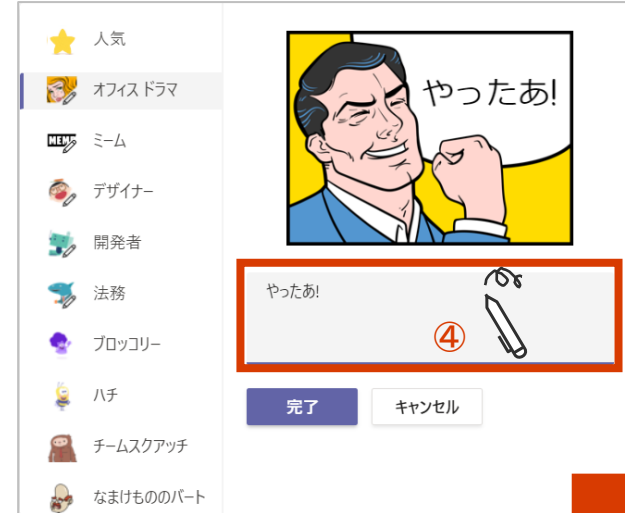 人気
オフィスドラマ
MEME ミーム
デザイナー
開発者
法務
ブロッコリー
ハチ
チームスクアッチ
なまけもののバート
やったあ!
やったあ!
④
完了 キャンセル